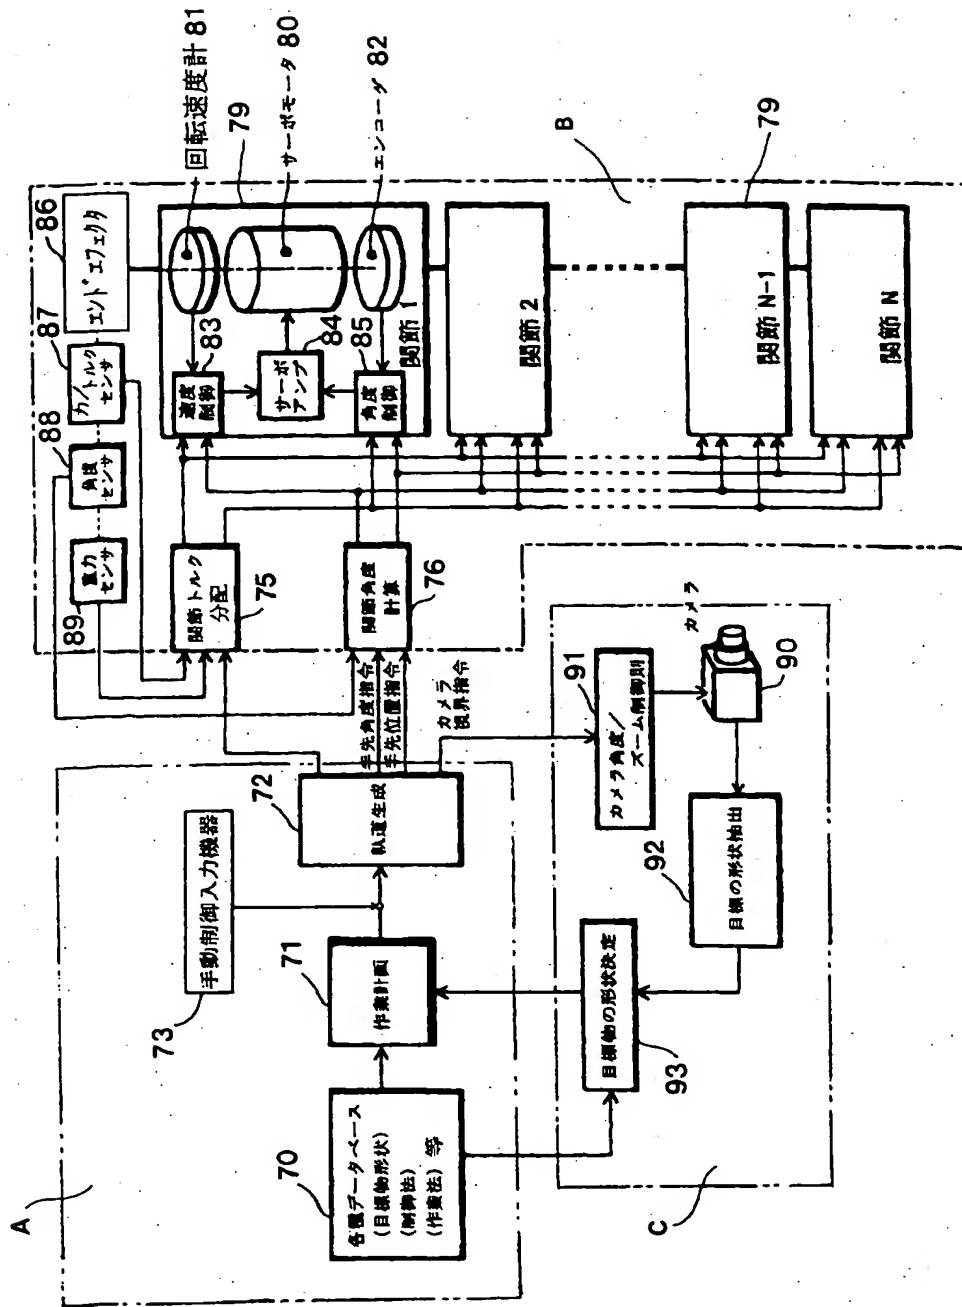 A
70
各種データベース
(目標物形状)
(制御法)
(作業法) 等
71
作業計画
73
手動制御入力機器
72
軌道生成
手先角度指令
手先位置指令
カメラ
視界指令
89
重力
センサ
88
角度
センサ
87
力/トルク
センサ
86
エンドエフェクタ
75
関節トルク
分配
76
関節角度
計算
83
速度
制御
サーボ
アンプ
84
85
角度
制御
関節 1
回転速度計 81
サーボモータ 80
エンコーダ 82
79
関節 2
B
79
関節 N-1
関節 N
C
93
目標物の形状決定
92
目標の形状抽出
91
カメラ角度/
ズーム制御則
カメラ
90